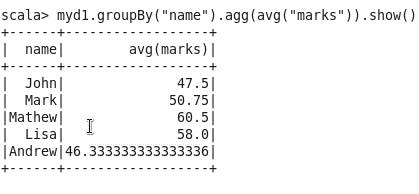 scala> myd1.groupBy("name").agg(avg("marks")).show()
+------+------------------+
|  name|        avg(marks)|
+------+------------------+
|  John|              47.5|
|  Mark|             50.75|
|Mathew|              60.5|
|  Lisa|              58.0|
|Andrew|46.333333333333336|
+------+------------------+